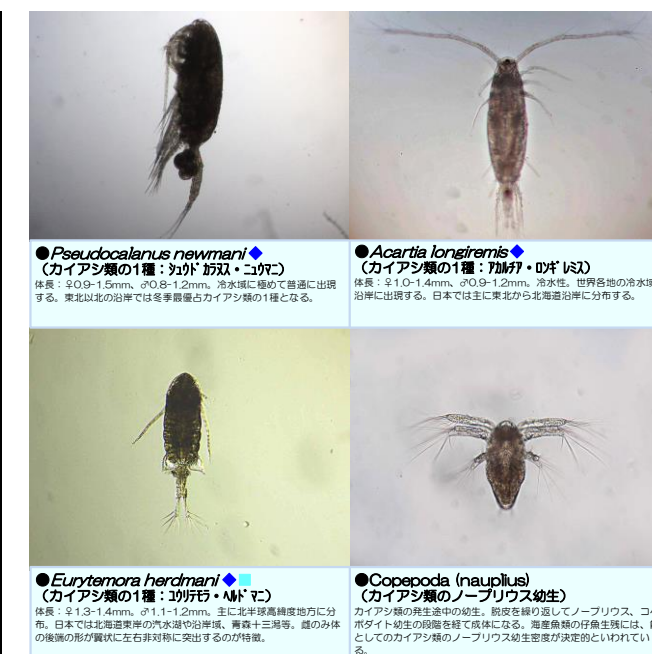 ●Pseudocalanus newmani ◆
（カイアシ類の1種：ｼｭｳﾄﾞｶﾗﾇｽ・ﾆｭｳﾏﾆ）
体長：♀0.9-1.5mm、♂0.8-1.2mm。冷水域に極めて普通に出現
する。東北以北の沿岸では冬季最優占カイアシ類の1種となる。
●Acartia longiremis◆
（カイアシ類の1種：ｱｶﾙﾁｱ・ﾛﾝｷﾞﾚﾐｽ）
体長：♀1.0-1.4mm、♂0.9-1.2mm。冷水性。世界各地の冷水域
沿岸に出現する。日本では主に東北から北海道沿岸に分布する。
●Eurytemora herdmani ◆ ■
（カイアシ類の1種：ﾕｳﾘﾃﾓﾗ・ﾍﾙﾄﾞﾏﾆ）
体長：♀1.3-1.4mm。♂1.1-1.2mm。主に北半球高緯度地方に分
布。日本では北海道東岸の汽水湖や沿岸域、青森十三潟等。雌のみ体
の後端の形が翼状に左右非対称に突出するのが特徴。
●Copepoda (nauplius)
（カイアシ類のノープリウス幼生）
カイアシ類の発生途中の幼生。脱皮を繰り返してノープリウス、コペ
ポダイト幼生の段階を経て成体になる。海産魚類の仔魚生残には、
としてのカイアシ類のノープリウス幼生密度が決定的といわれてい
る。